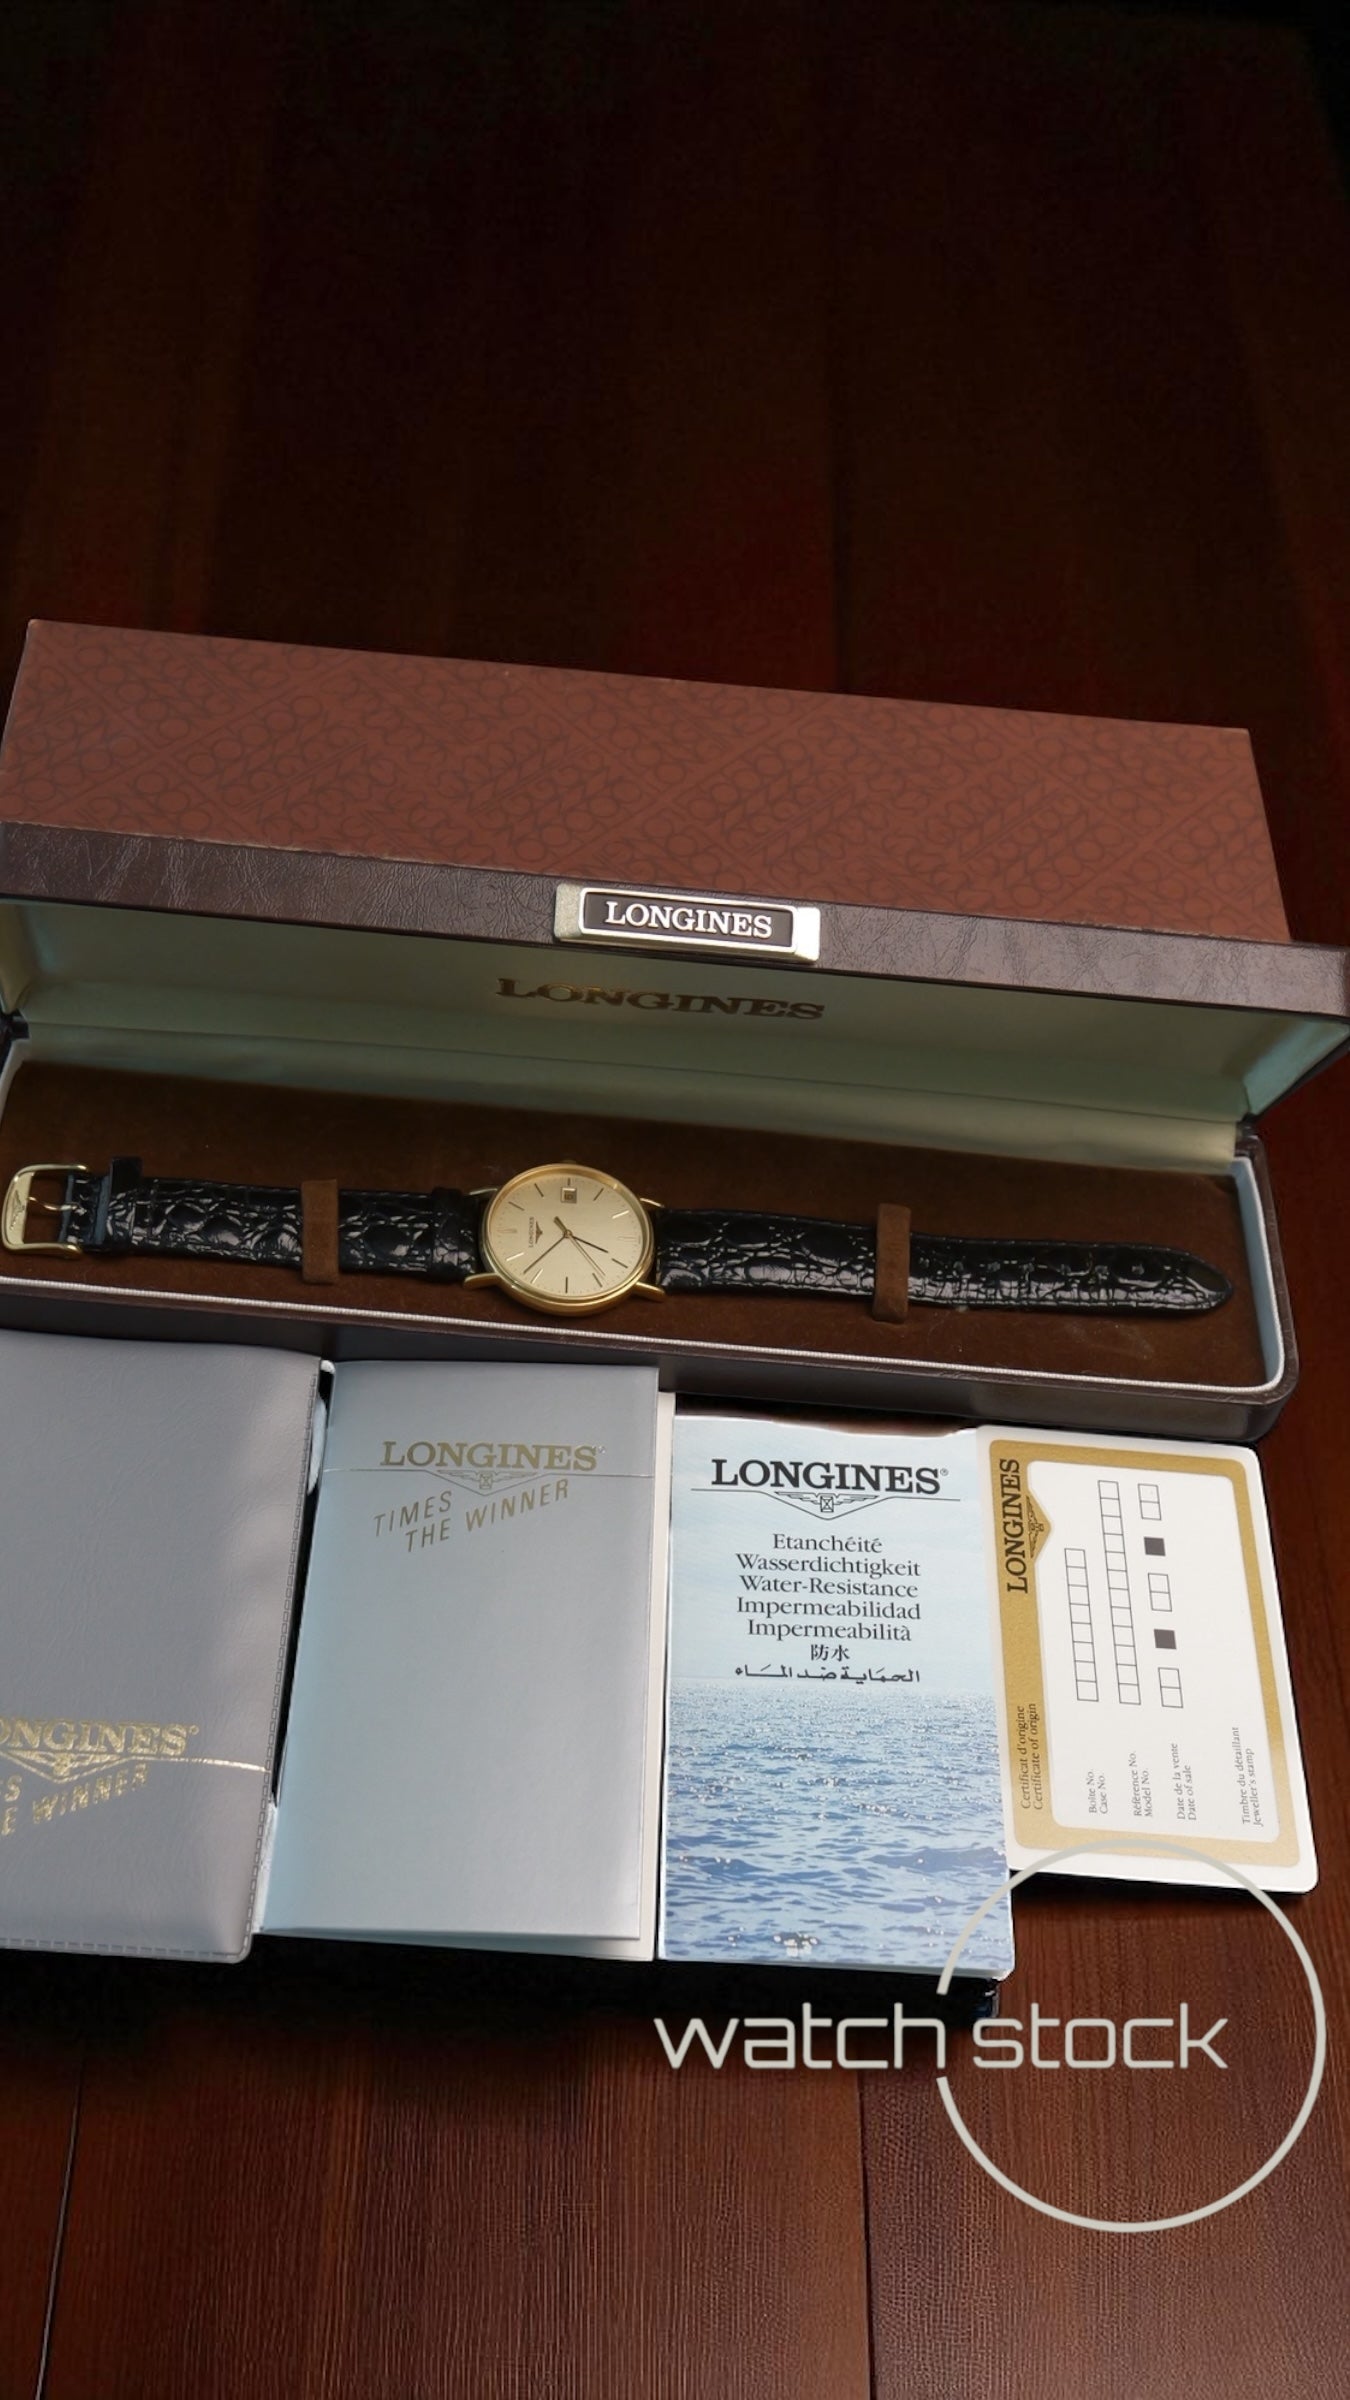 LONGINES
LONGINES
LONGINES
ONGINES
S
E WINNER
LONGINES
TIMES
THE WINNER
LONGINES
Etanchéité
Wasserdichtigkeit
Water-Resistance
Impermeabilidad
Impermeabilità
防水
الحماية ضد الماء
LONGINES
Certificat d'origine
Certificate of origin
Boîte No.
Case No.
Référence No.
Model No.
Date de la vente
Date of sale
Timbre du détaillant
Jeweller's stamp
watch stock